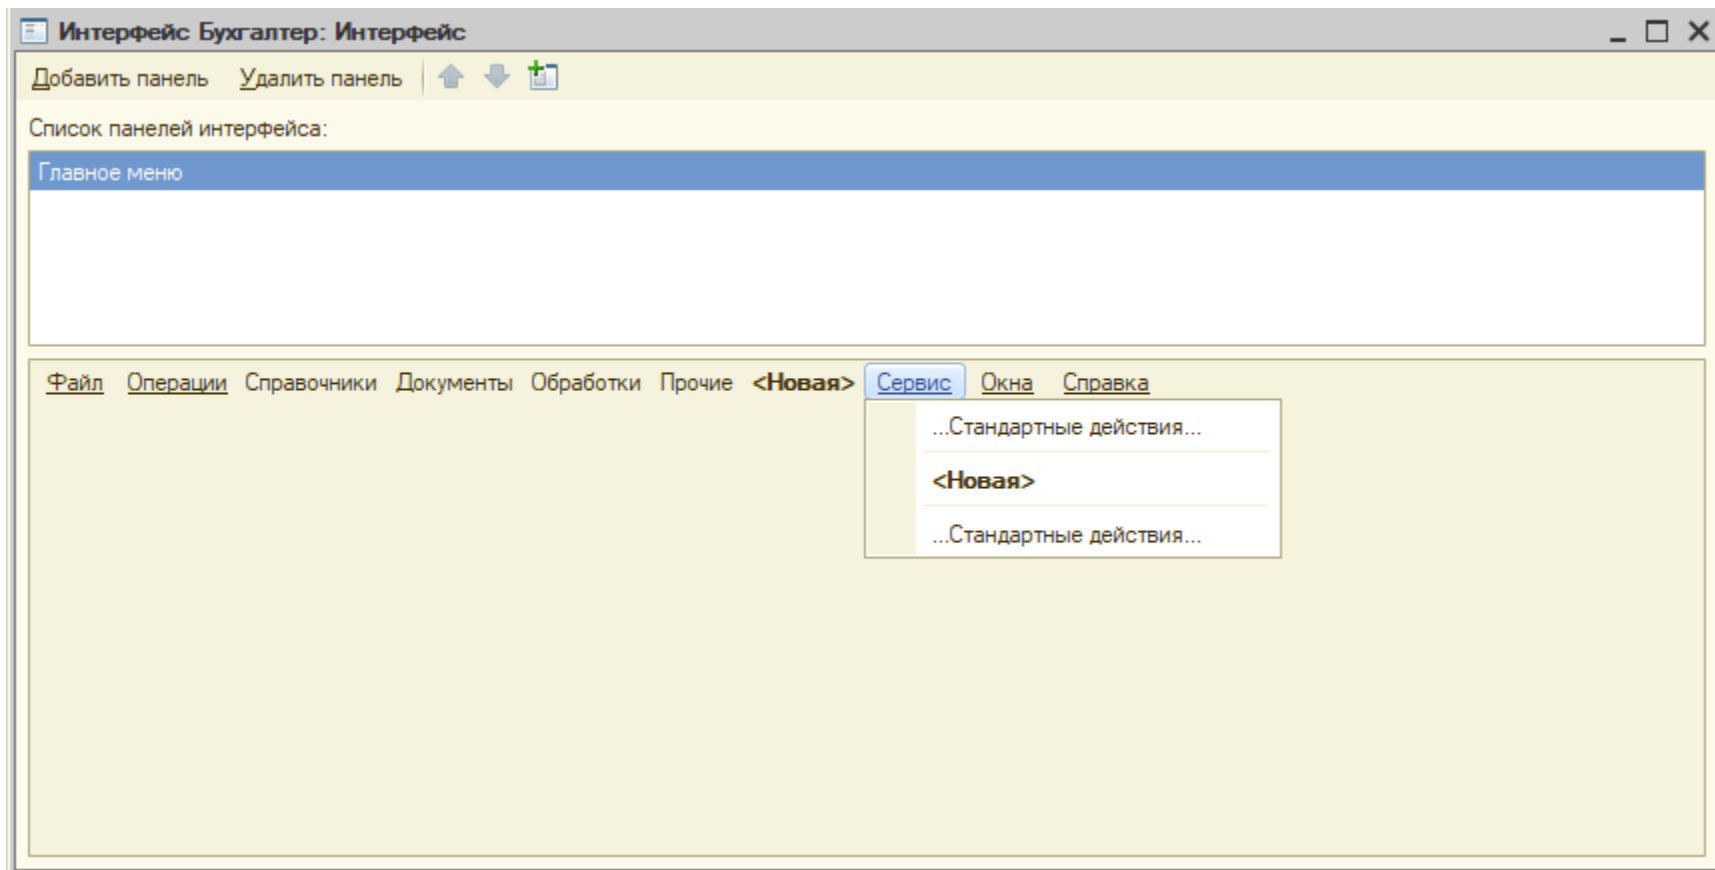 Интерфейс Бухгалтер: Интерфейс
Добавить панель Удалить панель
Список панелей интерфейса:
Главное меню
Файл Операции Справочники Документы Обработки Прочие <Новая> Сервис Окна Справка
...Стандартные действия...
<Новая>
...Стандартные действия...